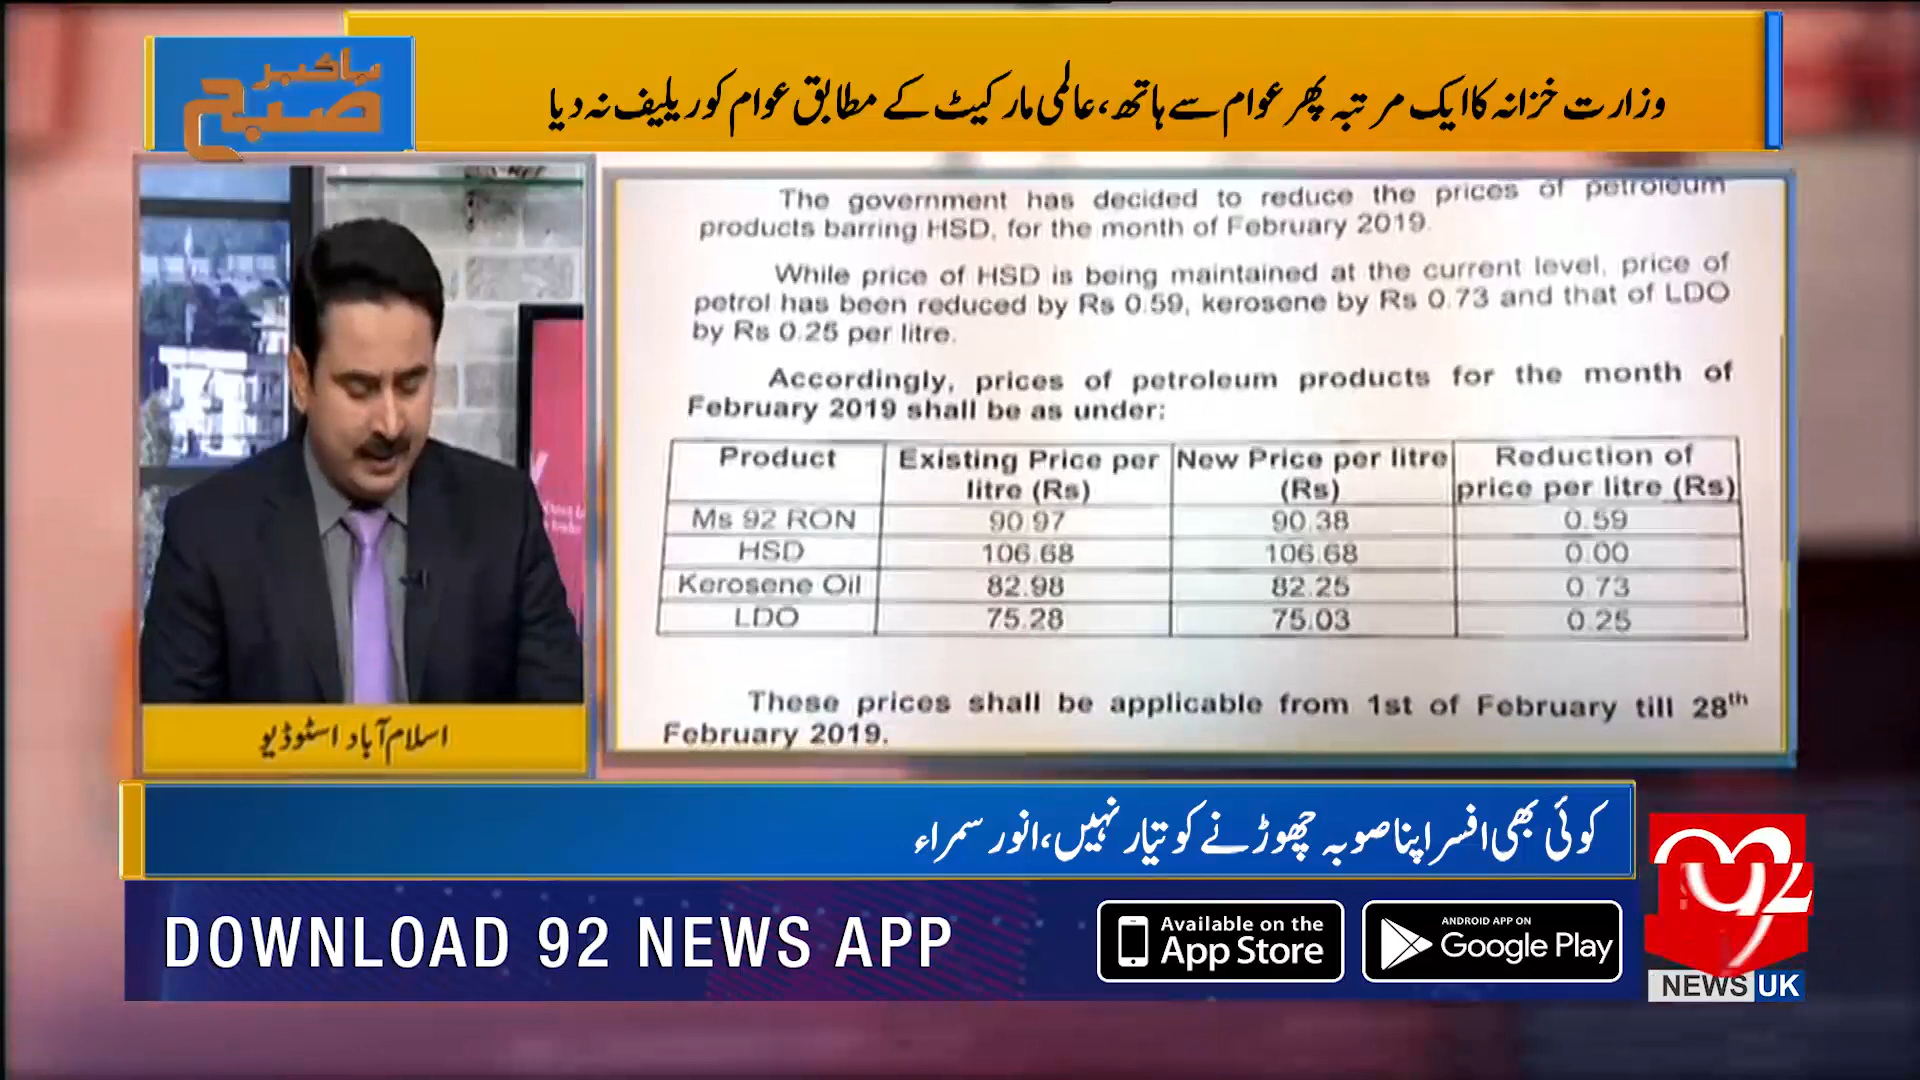 باخبر
صبح
وزارت خزانہ کا ایک مرتبہ پھر عوام سے ہاتھ، عالمی مارکیٹ کے مطابق عوام کو ریلیف نہ دیا
The government has decided to reduce the prices of petroleum
products barring HSD, for the month of February 2019.
While price of HSD is being maintained at the current level, price of
petrol has been reduced by Rs 0.59, kerosene by Rs 0.73 and that of LDO
by Rs 0.25 per litre.
Accordingly, prices of petroleum products for the month of
February 2019 shall be as under:
Product Existing Price per litre (Rs) New Price per litre (Rs) Reduction of price per litre (Rs)
Ms 92 RON 90.97 90.38 0.59
HSD 106.68 106.68 0.00
Kerosene Oil 82.98 82.25 0.73
LDO 75.28 75.03 0.25
These prices shall be applicable from 1st of February till 28th
February 2019.
اسلام آباد اسٹوڈیو
کوئی بھی افسر اپنا صوبہ چھوڑنے کو تیار نہیں، انور سمراء
DOWNLOAD 92 NEWS APP
Available on the
App Store
ANDROID APP ON
Google Play
92
NEWS UK